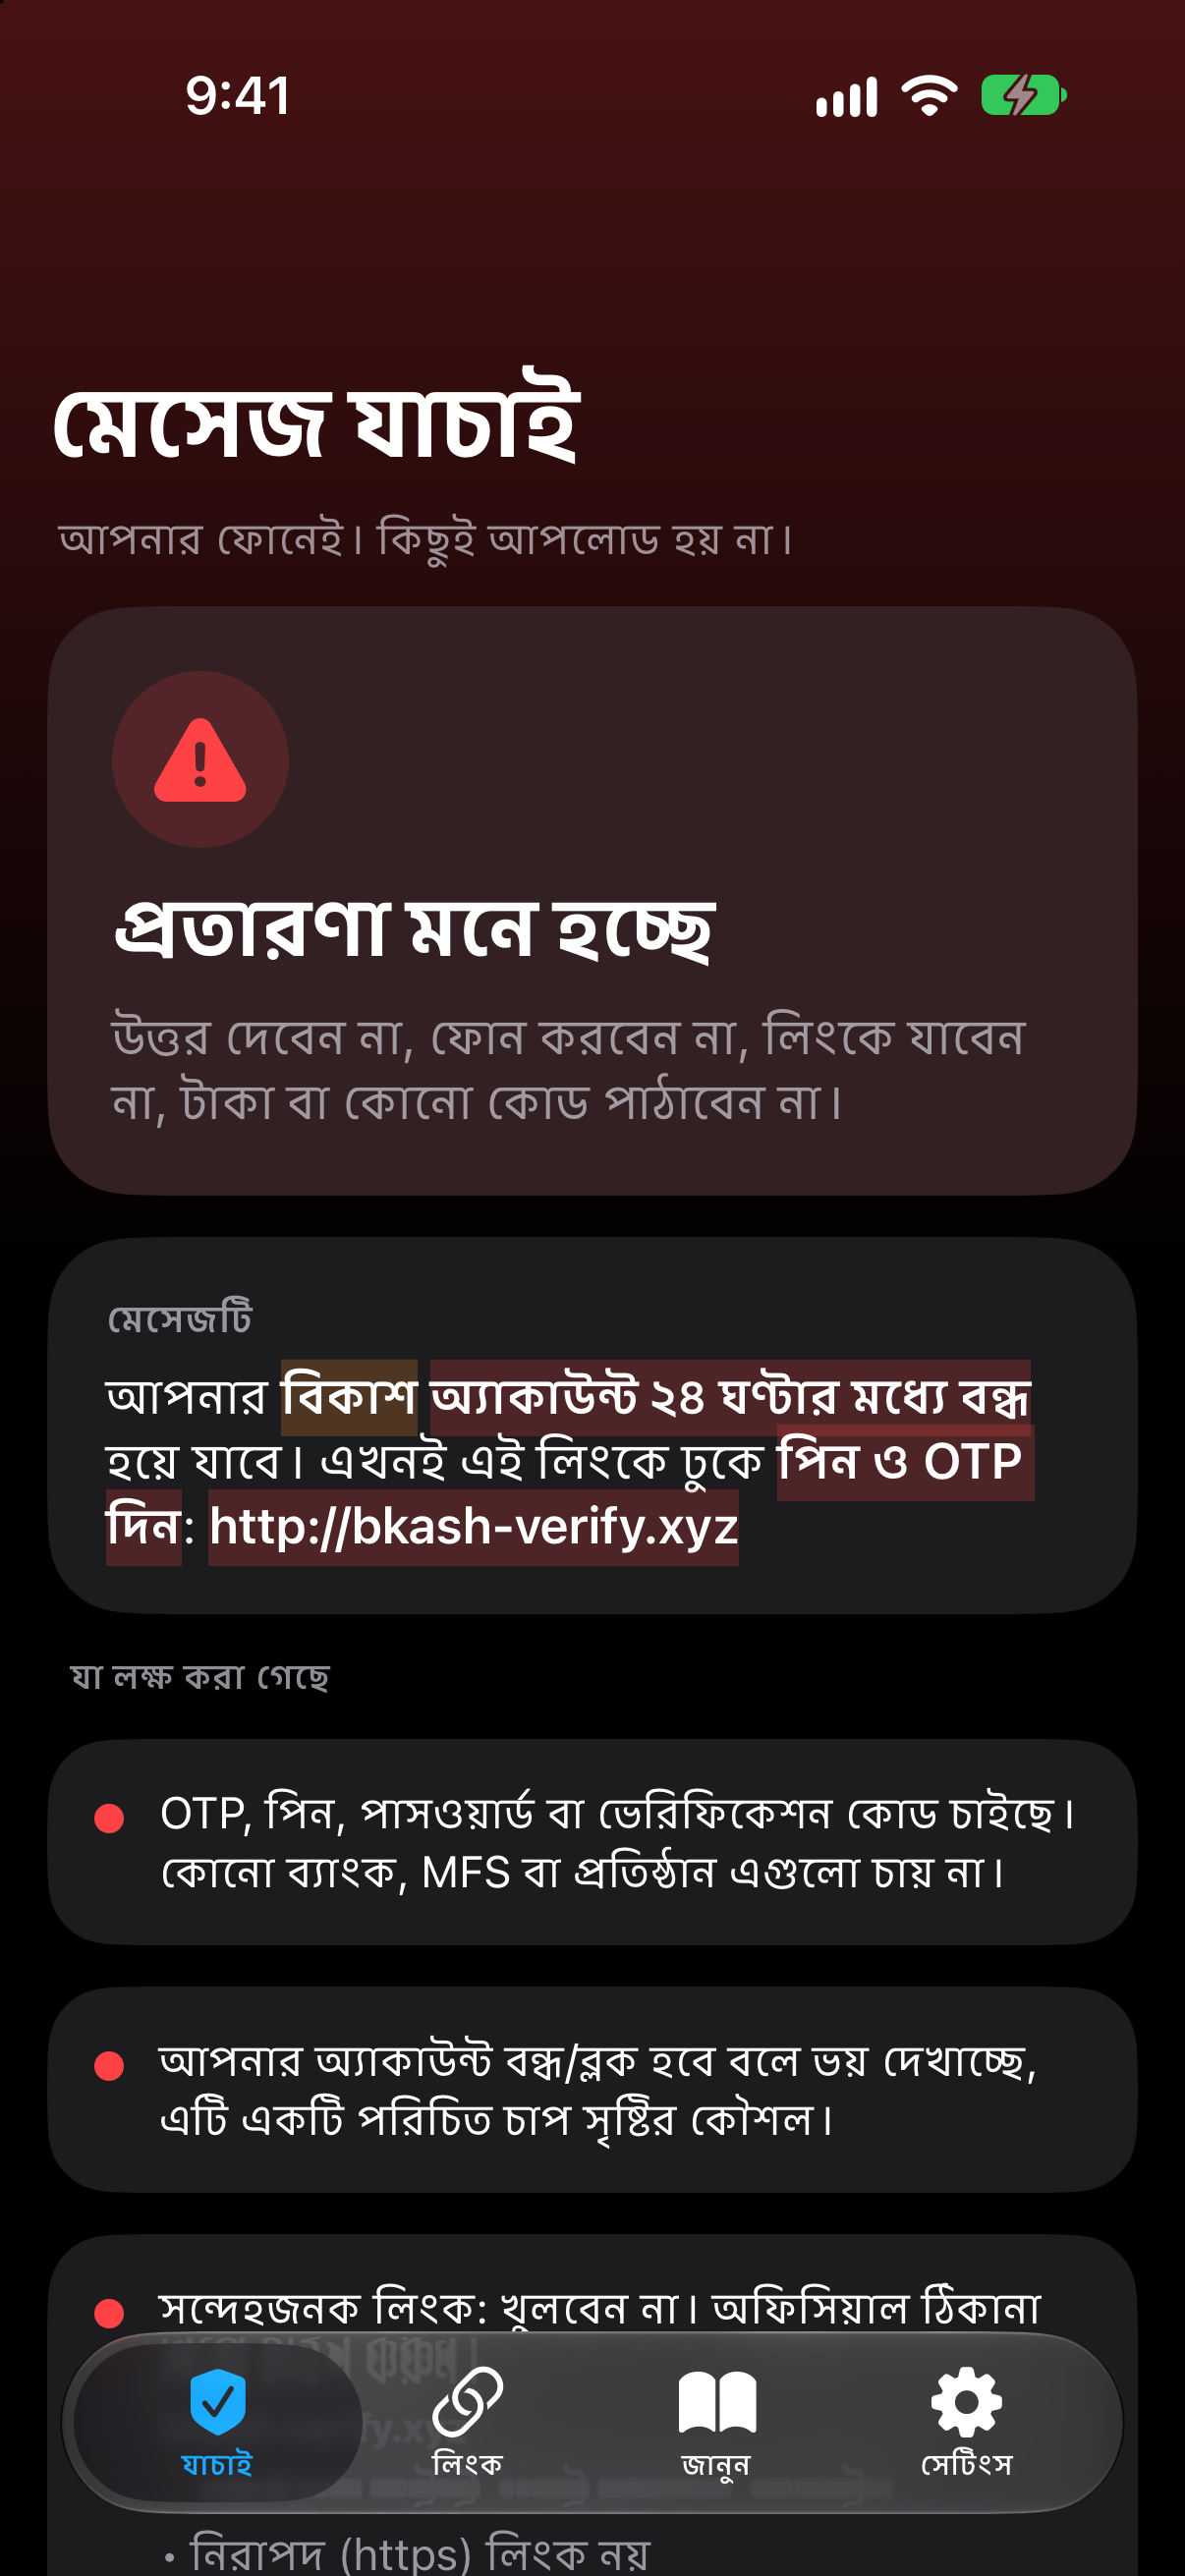 9:41
মেসেজ যাচাই
আপনার ফোনেই। কিছুই আপলোড হয় না।
প্রতারণা মনে হচ্ছে
উত্তর দেবেন না, ফোন করবেন না, লিংকে যাবেন
না, টাকা বা কোনো কোড পাঠাবেন না।
মেসেজটি
আপনার বিকাশ অ্যাকাউন্ট ২৪ ঘণ্টার মধ্যে বন্ধ
হয়ে যাবে। এখনই এই লিংকে ঢুকে পিন ও OTP
দিন: http://bkash-verify.xyz
যা লক্ষ করা গেছে
OTP, পিন, পাসওয়ার্ড বা ভেরিফিকেশন কোড চাইছে।
কোনো ব্যাংক, MFS বা প্রতিষ্ঠান এগুলো চায় না।
আপনার অ্যাকাউন্ট বন্ধ/ব্লক হবে বলে ভয় দেখাচ্ছে,
এটি একটি পরিচিত চাপ সৃষ্টির কৌশল।
সন্দেহজনক লিংক: খুলবেন না। অফিসিয়াল ঠিকানা
যাচাই লিংক জানুন সেটিংস
• নিরাপদ (https) লিংক নয়